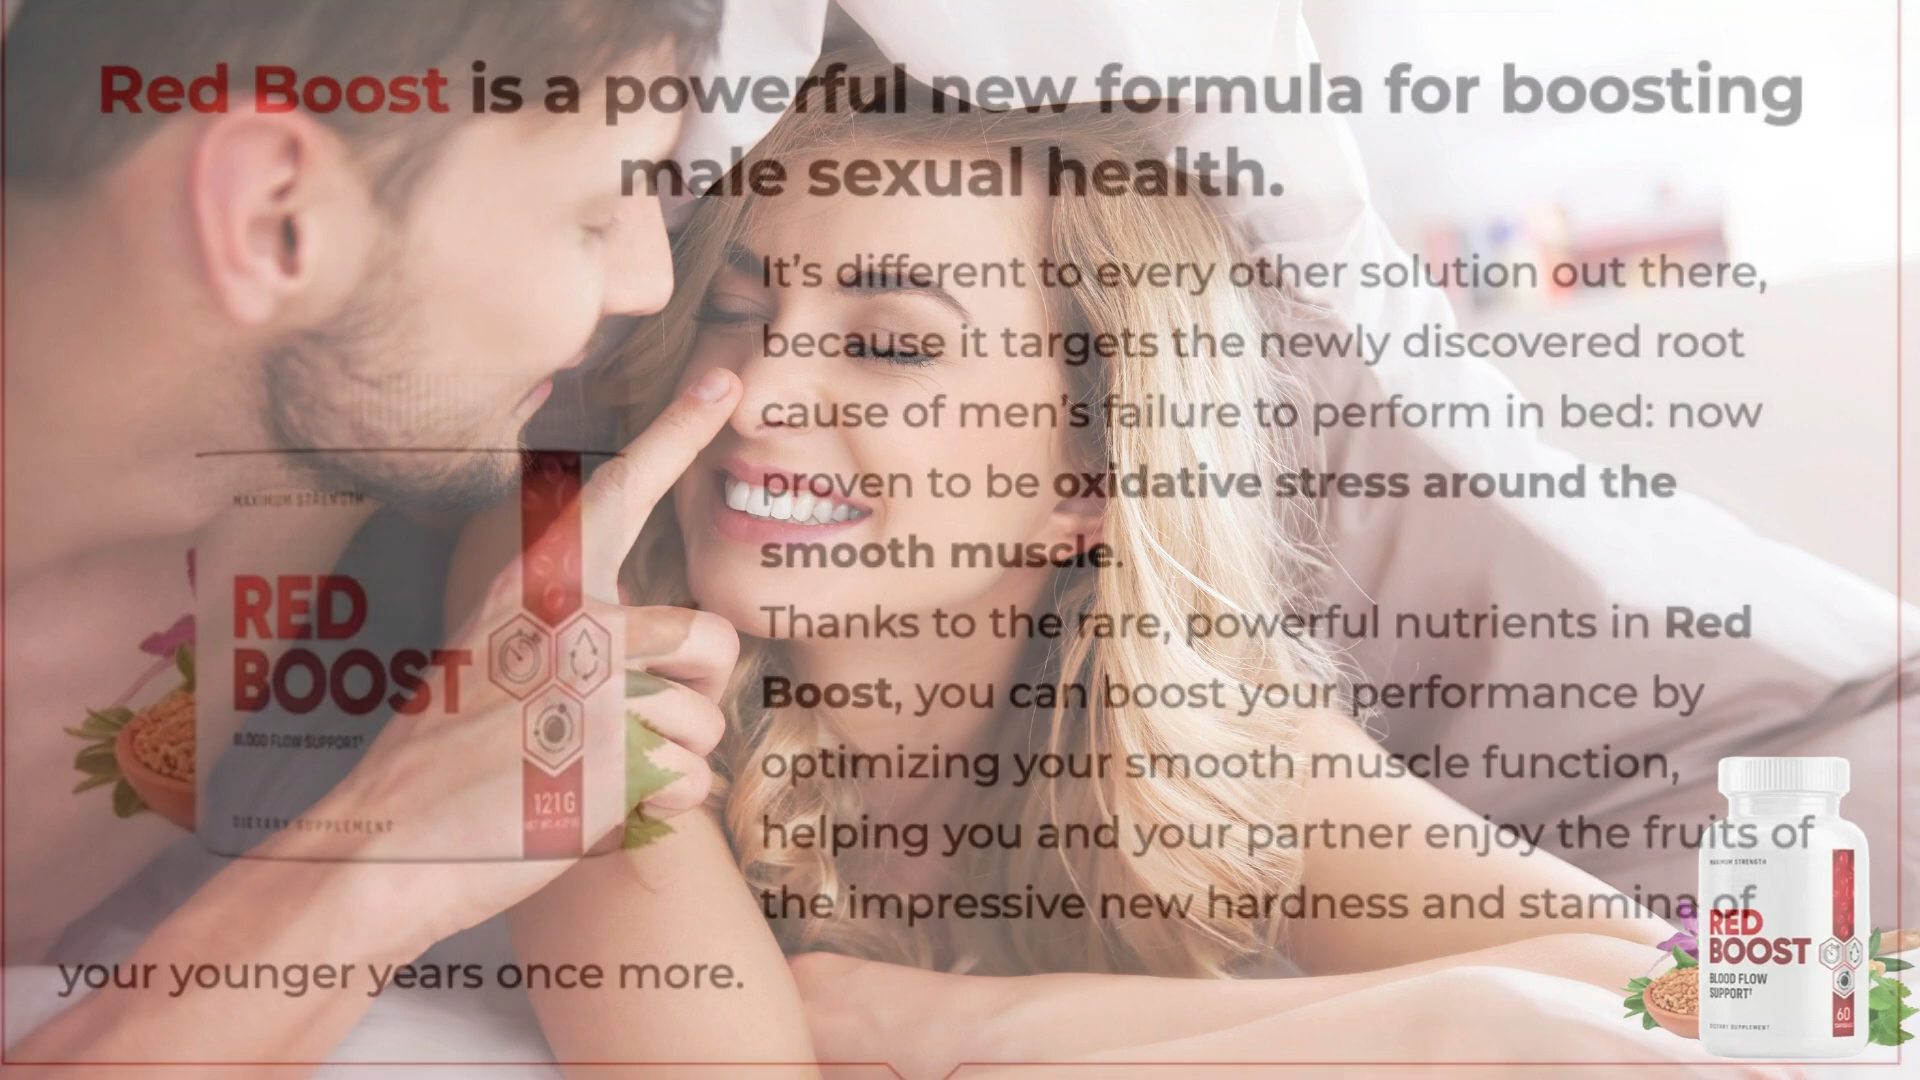 Red Boost is a powerful new formula for boosting
male sexual health.
It’s different to every other solution out there,
because it targets the newly discovered root
cause of men’s failure to perform in bed: now
proven to be oxidative stress around the
smooth muscle.
Thanks to the rare, powerful nutrients in Red
Boost, you can boost your performance by
optimizing your smooth muscle function,
helping you and your partner enjoy the fruits of
the impressive new hardness and stamina of
your younger years once more.
MAXIMUM STRENGTH
RED
BOOST
BLOOD FLOW SUPPORT†
DIETARY SUPPLEMENT
121G
MAXIMUM STRENGTH
RED
BOOST
BLOOD FLOW
SUPPORT†
DIETARY SUPPLEMENT
60